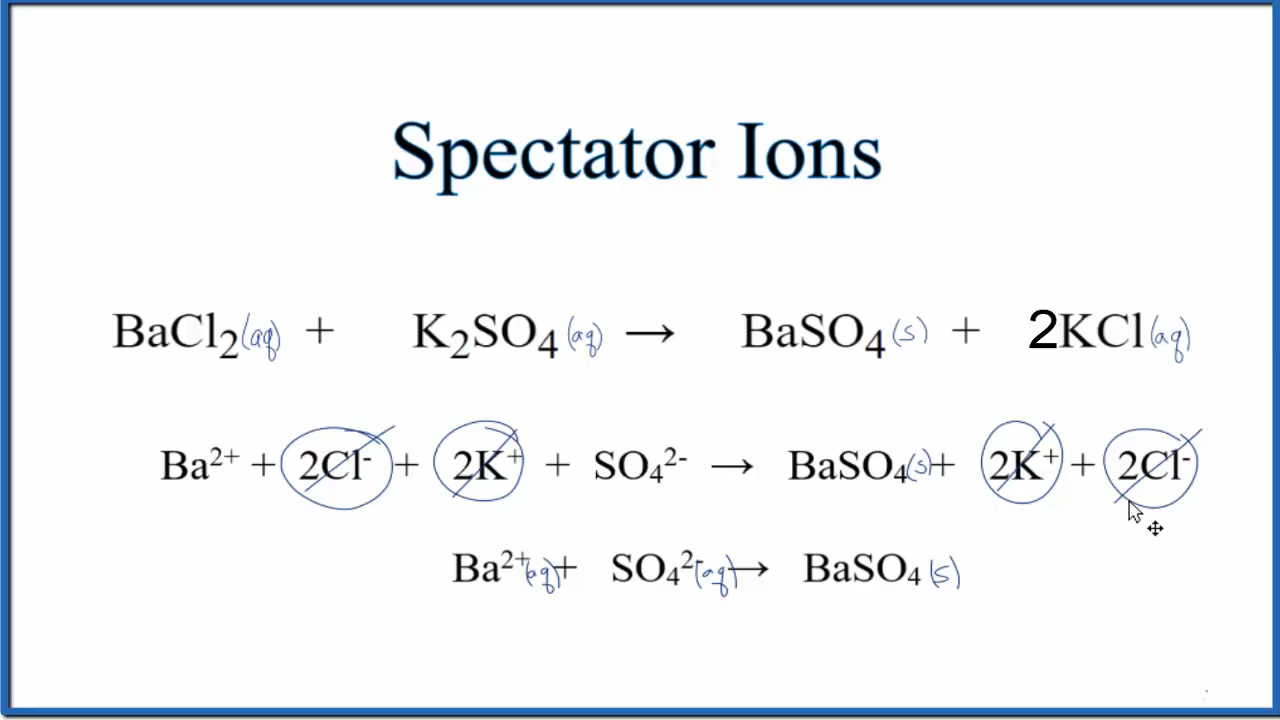 Spectator Ions
BaCl₂(aq) + K₂SO₄(aq) → BaSO₄(s) + 2KCl(aq)
Ba²⁺ + 2Cl⁻ + 2K⁺ + SO₄²⁻ → BaSO₄(s) + 2K⁺ + 2Cl⁻
Ba²⁺(aq) + SO₄²⁻(aq) → BaSO₄(s)